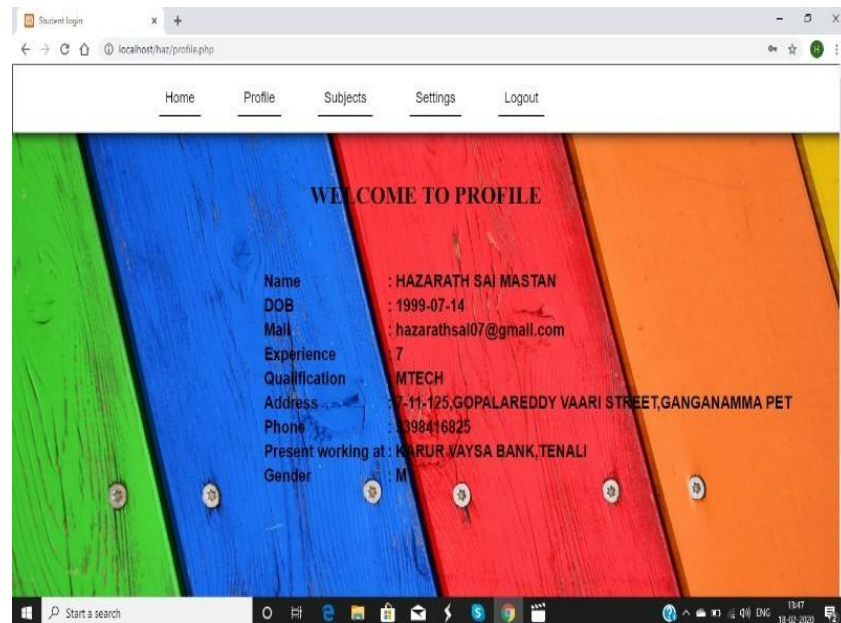 Student login
localhost/haz/profile.php
H
Home Profile Subjects Settings Logout
WELCOME TO PROFILE
Name : HAZARATH SAI MASTAN
DOB : 1999-07-14
Mail : hazarathsai07@gmail.com
Experience : 7
Qualification : MTECH
Address : 7-11-125,GOPALAREDDY VAARI STREET,GANGANAMMA PET
Phone :
Present working at : KARUR VAYSA BANK,TENALI
Gender : M
Start a search
ENG
13:47
18-02-2020